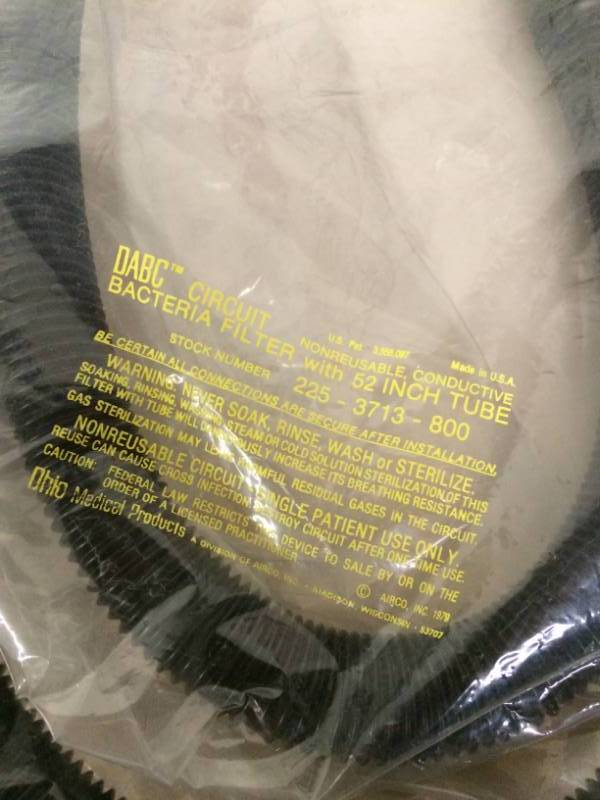 DABC™ CIRCUIT
U.S. Pat. Made in U.S.A.
NONREUSABLE, CONDUCTIVE
BACTERIA FILTER with 52 INCH TUBE
STOCK NUMBER 225 - 3713 - 800
BE CERTAIN ALL CONNECTIONS ARE SECURE AFTER INSTALLATION.
WARNING: NEVER SOAK, RINSE, WASH or STERILIZE.
SOAKING, RINSING, STEAM OR COLD SOLUTION STERILIZATION OF THIS
FILTER WITH TUBE WILL INCREASE ITS BREATHING RESISTANCE.
GAS STERILIZATION MAY RESIDUAL GASES IN THE CIRCUIT.
NONREUSABLE CIRCUIT SINGLE PATIENT USE ONLY.
REUSE CAN CAUSE CROSS INFECTION CIRCUIT AFTER ONE TIME USE.
CAUTION: FEDERAL LAW RESTRICTS DEVICE TO SALE BY OR ON THE
ORDER OF A LICENSED PRACTITIONER
© AIRCO, INC. 1979
Ohio Medical Products A DIVISION OF AIRCO, INC. MADISON, WISCONSIN 53707